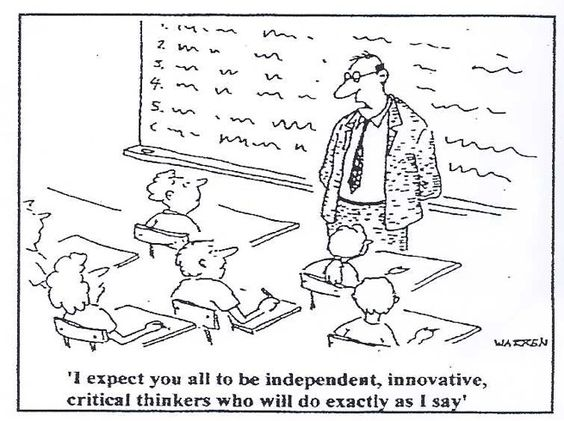 1.
2.
3.
4.
5.
WARREN
'I expect you all to be independent, innovative,
critical thinkers who will do exactly as I say'